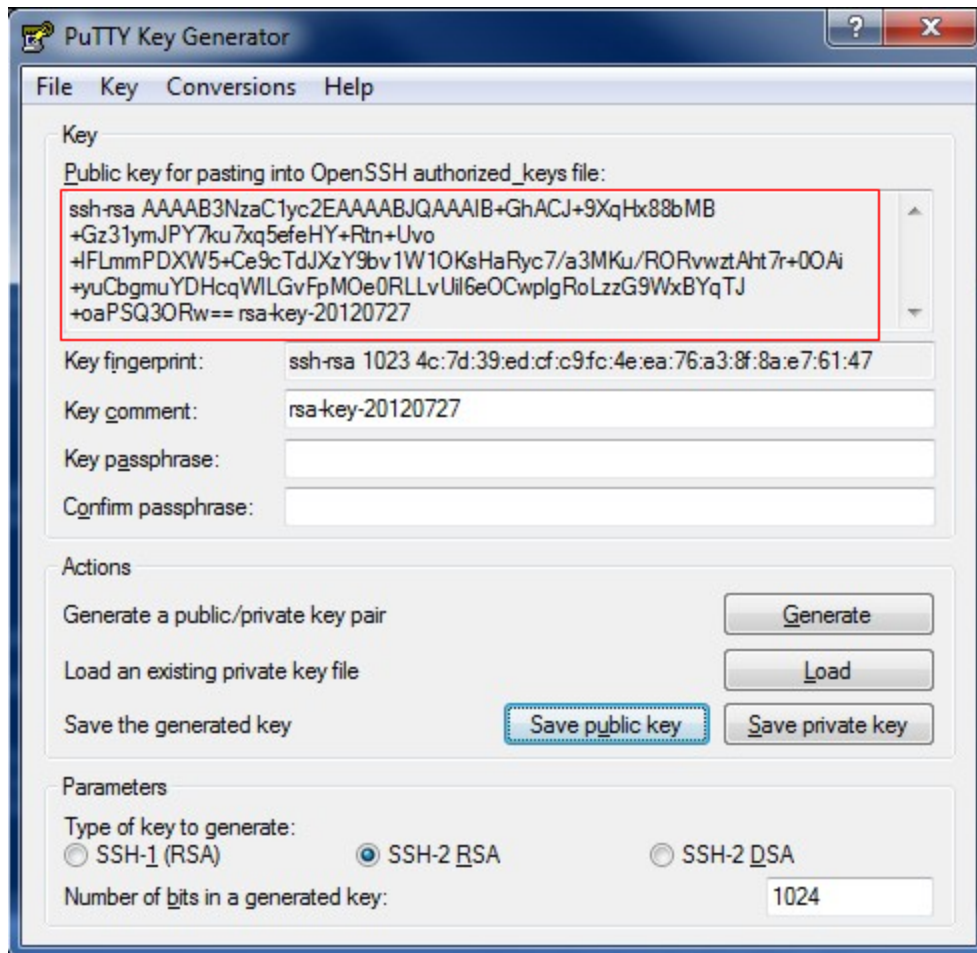 PuTTY Key Generator
?
X
File Key Conversions Help
Key
Public key for pasting into OpenSSH authorized_keys file:
ssh-rsa AAAAB3NzaC1yc2EAAAABJQAAAIB+GhACJ+9XqHx88bMB
+Gz31ymJPY7ku7xq5efeHY+Rtn+Uvo
+IFLmmPDXW5+Ce9cTdJXzY9bv1W1OKsHaRyc7/a3MKu/RORvwztAht7r+0OAi
+yuCbgmuYDHcqWILGvFpMOe0RLLvUil6eOCwplgRoLzzG9WxBYqTJ
+oaPSQ3ORw== rsa-key-20120727
Key fingerprint: ssh-rsa 1023 4c:7d:39:ed:cf:c9:fc:4e:ea:76:a3:8f:8a:e7:61:47
Key comment: rsa-key-20120727
Key passphrase:
Confirm passphrase:
Actions
Generate a public/private key pair Generate
Load an existing private key file Load
Save the generated key Save public key Save private key
Parameters
Type of key to generate:
SSH-1 (RSA) SSH-2 RSA SSH-2 DSA
Number of bits in a generated key: 1024